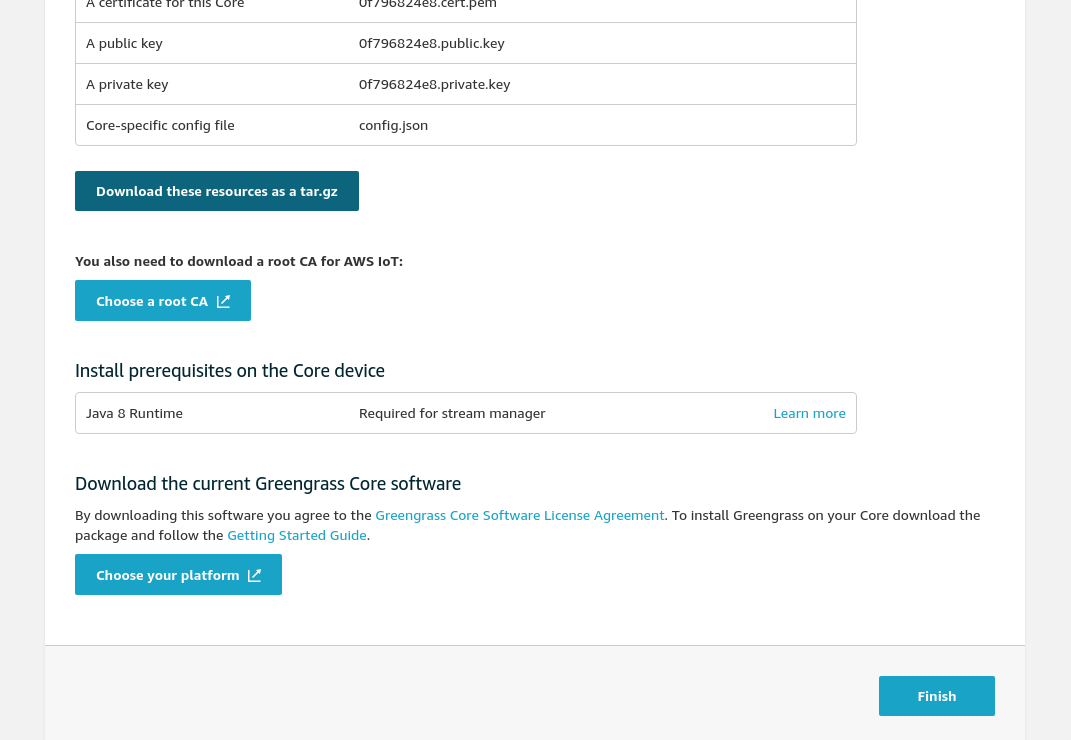 A certificate for this Core 0f796824e8.cert.pem
A public key 0f796824e8.public.key
A private key 0f796824e8.private.key
Core-specific config file config.json
Download these resources as a tar.gz
You also need to download a root CA for AWS IoT:
Choose a root CA
Install prerequisites on the Core device
Java 8 Runtime Required for stream manager Learn more
Download the current Greengrass Core software
By downloading this software you agree to the Greengrass Core Software License Agreement. To install Greengrass on your Core download the
package and follow the Getting Started Guide.
Choose your platform
Finish